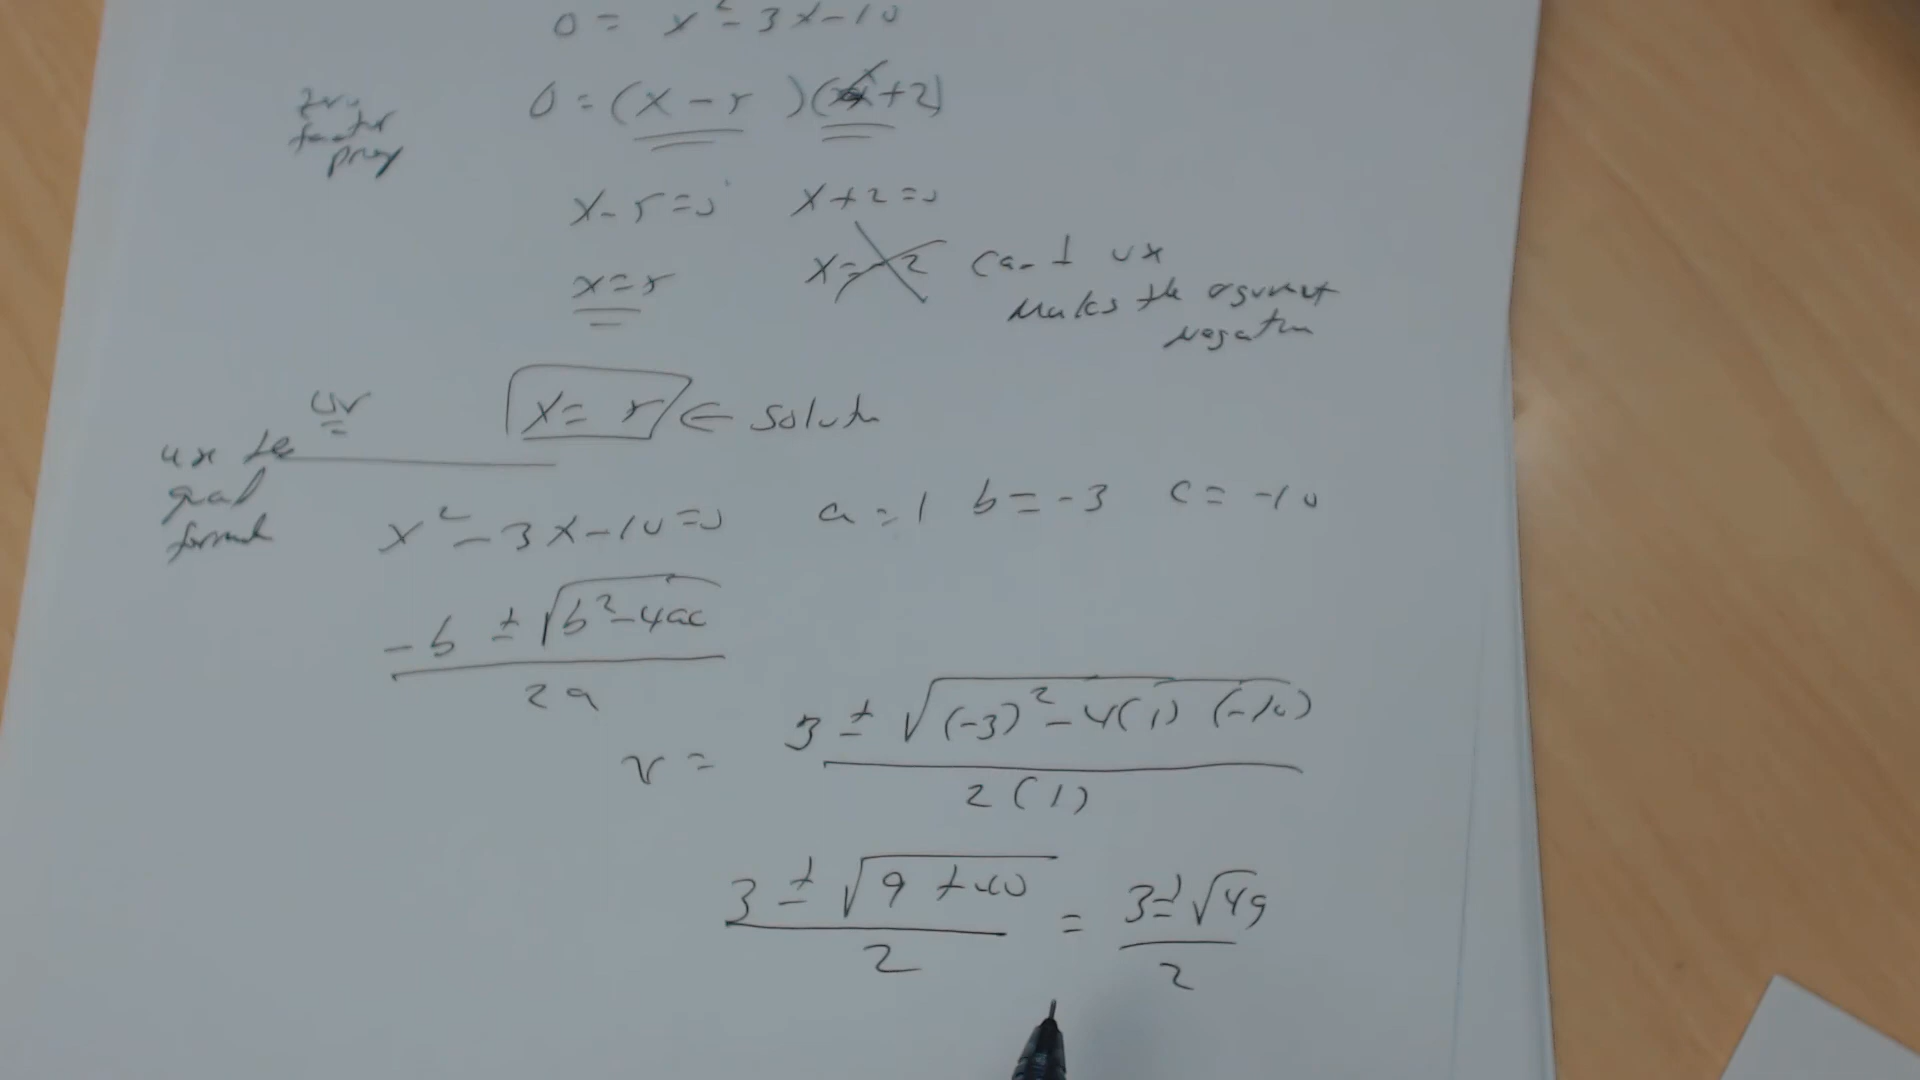 0 = x² - 3x - 10
zero factor prop
0 = (x - 5)(x + 2)
x - 5 = 0    x + 2 = 0
x = 5    x = -2    can't use
makes the argument
negative
or    x = 5 ← solutn
use the
quad
formula    x² - 3x - 10 = 0    a = 1    b = -3    c = -10
-b ± √(b² - 4ac) / 2a
x = 3 ± √((-3)² - 4(1)(-10)) / 2(1)
3 ± √(9 + 40) / 2 = 3 ± √49 / 2